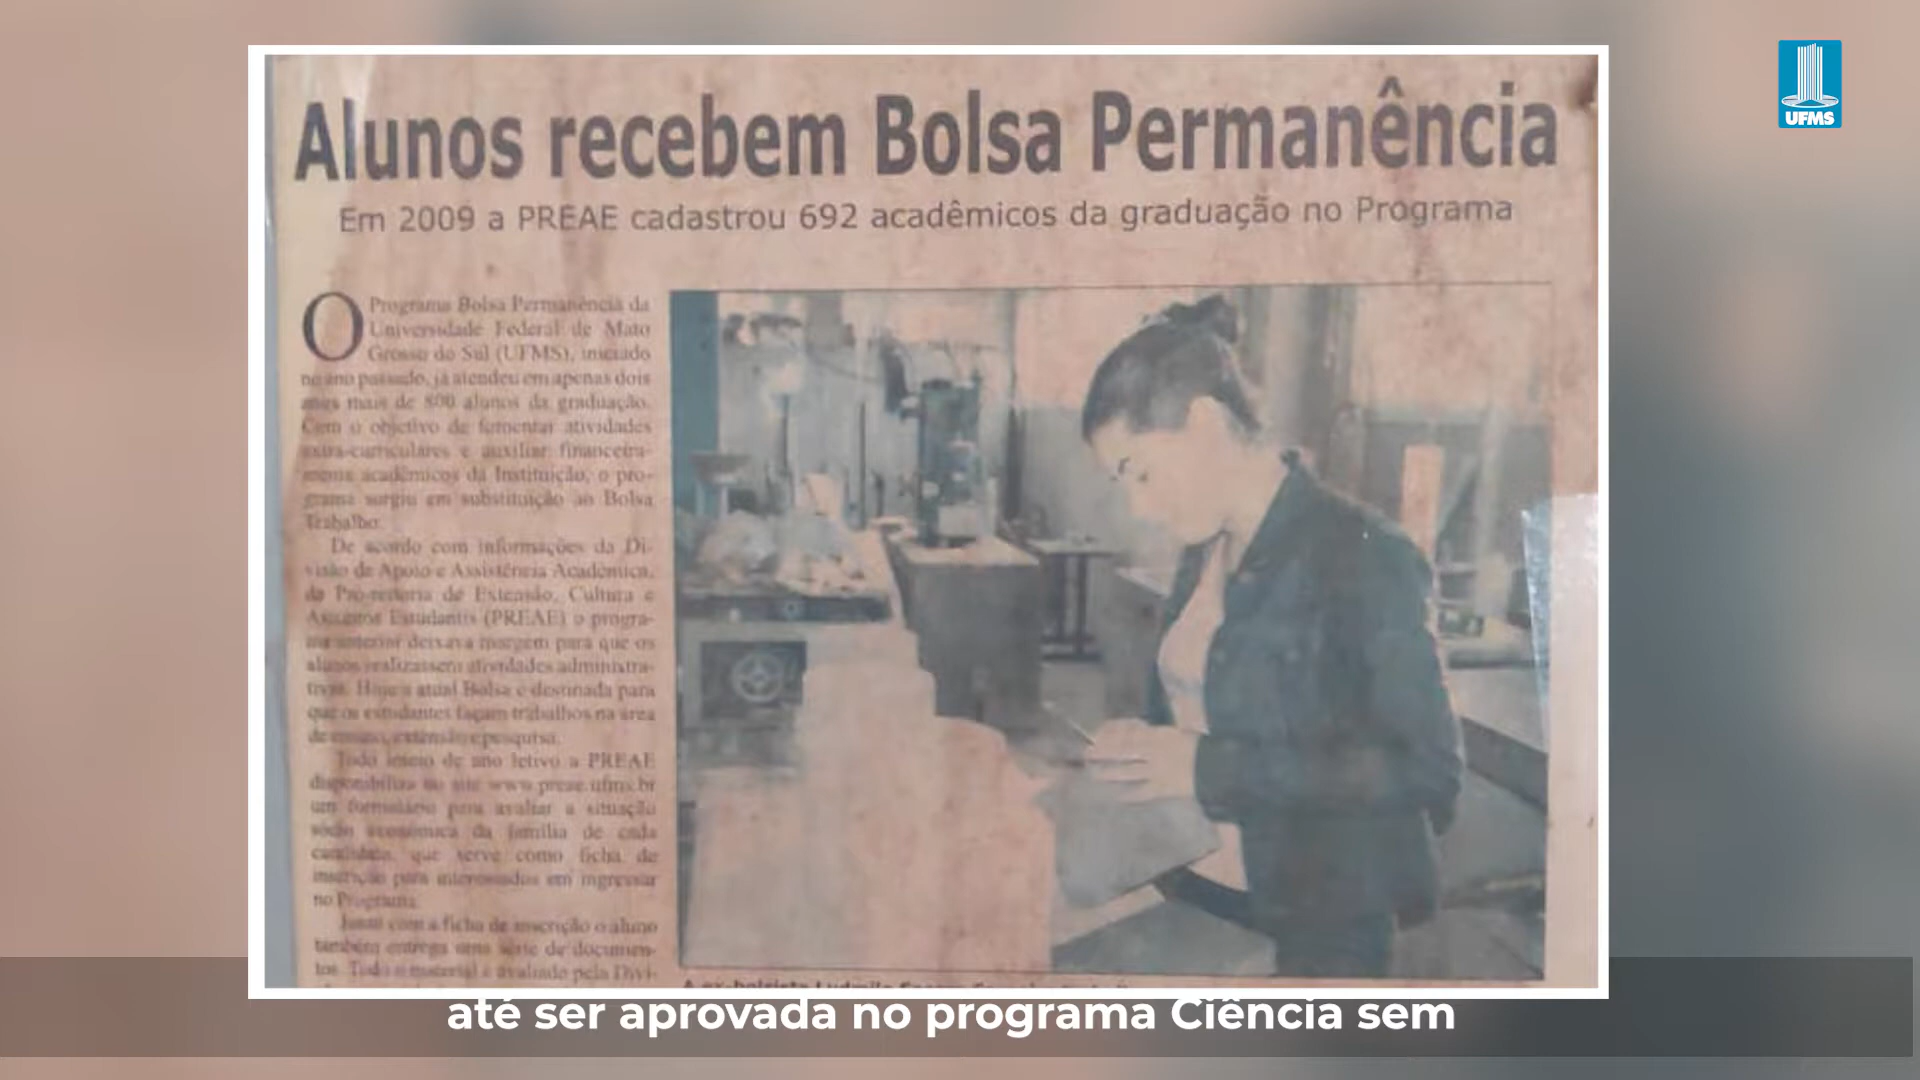 UFMS
Alunos recebem Bolsa Permanência
Em 2009 a PREAE cadastrou 692 acadêmicos da graduação no Programa
O Programa Bolsa Permanência da
Universidade Federal de Mato
Grosso do Sul (UFMS), iniciado
no ano passado, já atendeu em apenas dois
anos mais de 800 alunos da graduação.
Com o objetivo de fomentar atividades
extra-curriculares e auxiliar financeira-
mente acadêmicos da Instituição, o pro-
grama surgiu em substituição ao Bolsa
Trabalho.
De acordo com informações da Di-
visão de Apoio e Assistência Acadêmica,
da Pró-reitoria de Extensão, Cultura e
Assuntos Estudantis (PREAE) o progra-
ma anterior deixava margem para que os
alunos realizassem atividades administra-
tivas. Hoje a atual Bolsa é destinada para
que os estudantes façam trabalhos na área
de ensino, extensão e pesquisa.
Todo início de ano letivo a PREAE
disponibiliza no site www.preae.ufms.br
um formulário para avaliar a situação
sócio econômica da família de cada
candidato, que serve como ficha de
inscrição para interessados em ingressar
no Programa.
Junto com a ficha de inscrição o aluno
também entrega uma série de documen-
tos. Todo o material é avaliado pela Divi-
A ex-bolsista Ludmila
até ser aprovada no programa Ciência sem